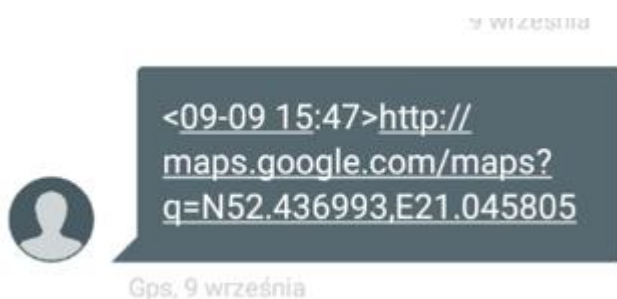 9 września
<09-09 15:47>http://
maps.google.com/maps?
q=N52.436993,E21.045805
Gps, 9 września